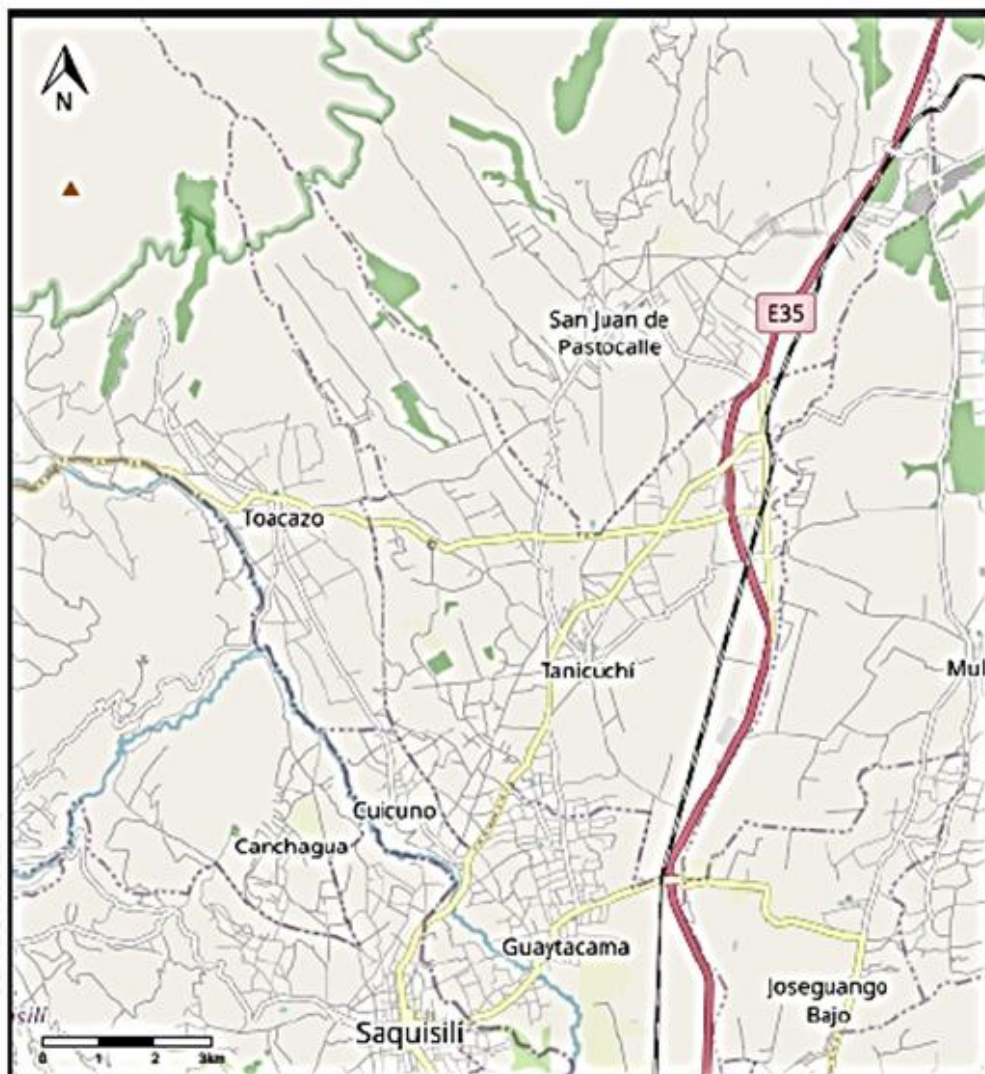 N
E35
San Juan de
Pastocalle
Toacazo
Tanicuchí
Mul
Cuicuno
Canchagua
Guaytacama
Joseguango
Bajo
Saquisilí
0 1 2 3km